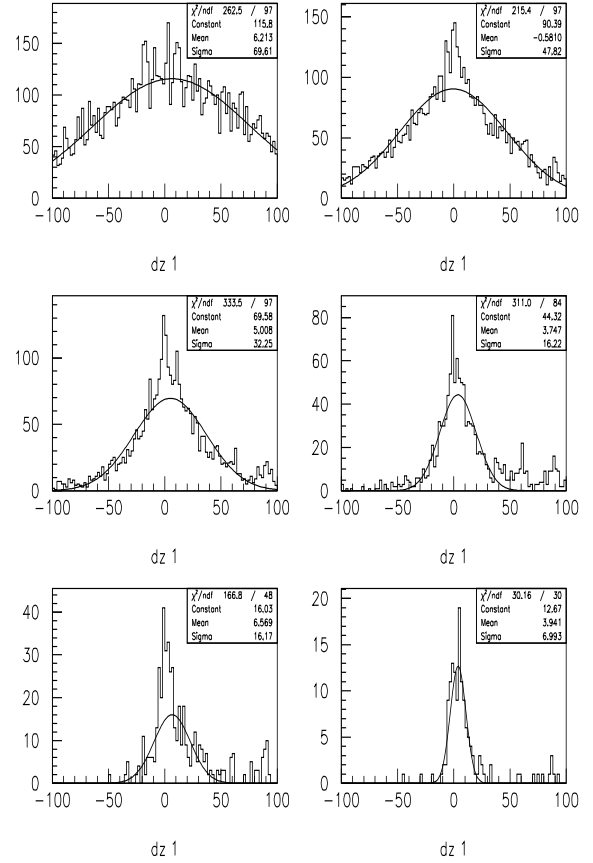 χ²/ndf 262.5 / 97
Constant 115.8
Mean 6.213
Sigma 69.61
150
100
50
0
−100 −50 0 50 100
dz 1
χ²/ndf 215.4 / 97
Constant 90.39
Mean −0.5810
Sigma 47.82
150
100
50
0
−100 −50 0 50 100
dz 1
χ²/ndf 333.5 / 97
Constant 69.58
Mean 5.008
Sigma 32.25
100
50
0
−100 −50 0 50 100
dz 1
χ²/ndf 311.0 / 84
Constant 44.32
Mean 3.747
Sigma 16.22
80
60
40
20
0
−100 −50 0 50 100
dz 1
χ²/ndf 166.8 / 48
Constant 16.03
Mean 6.569
Sigma 16.17
40
30
20
10
0
−100 −50 0 50 100
dz 1
χ²/ndf 30.16 / 30
Constant 12.67
Mean 3.941
Sigma 6.993
20
15
10
5
0
−100 −50 0 50 100
dz 1